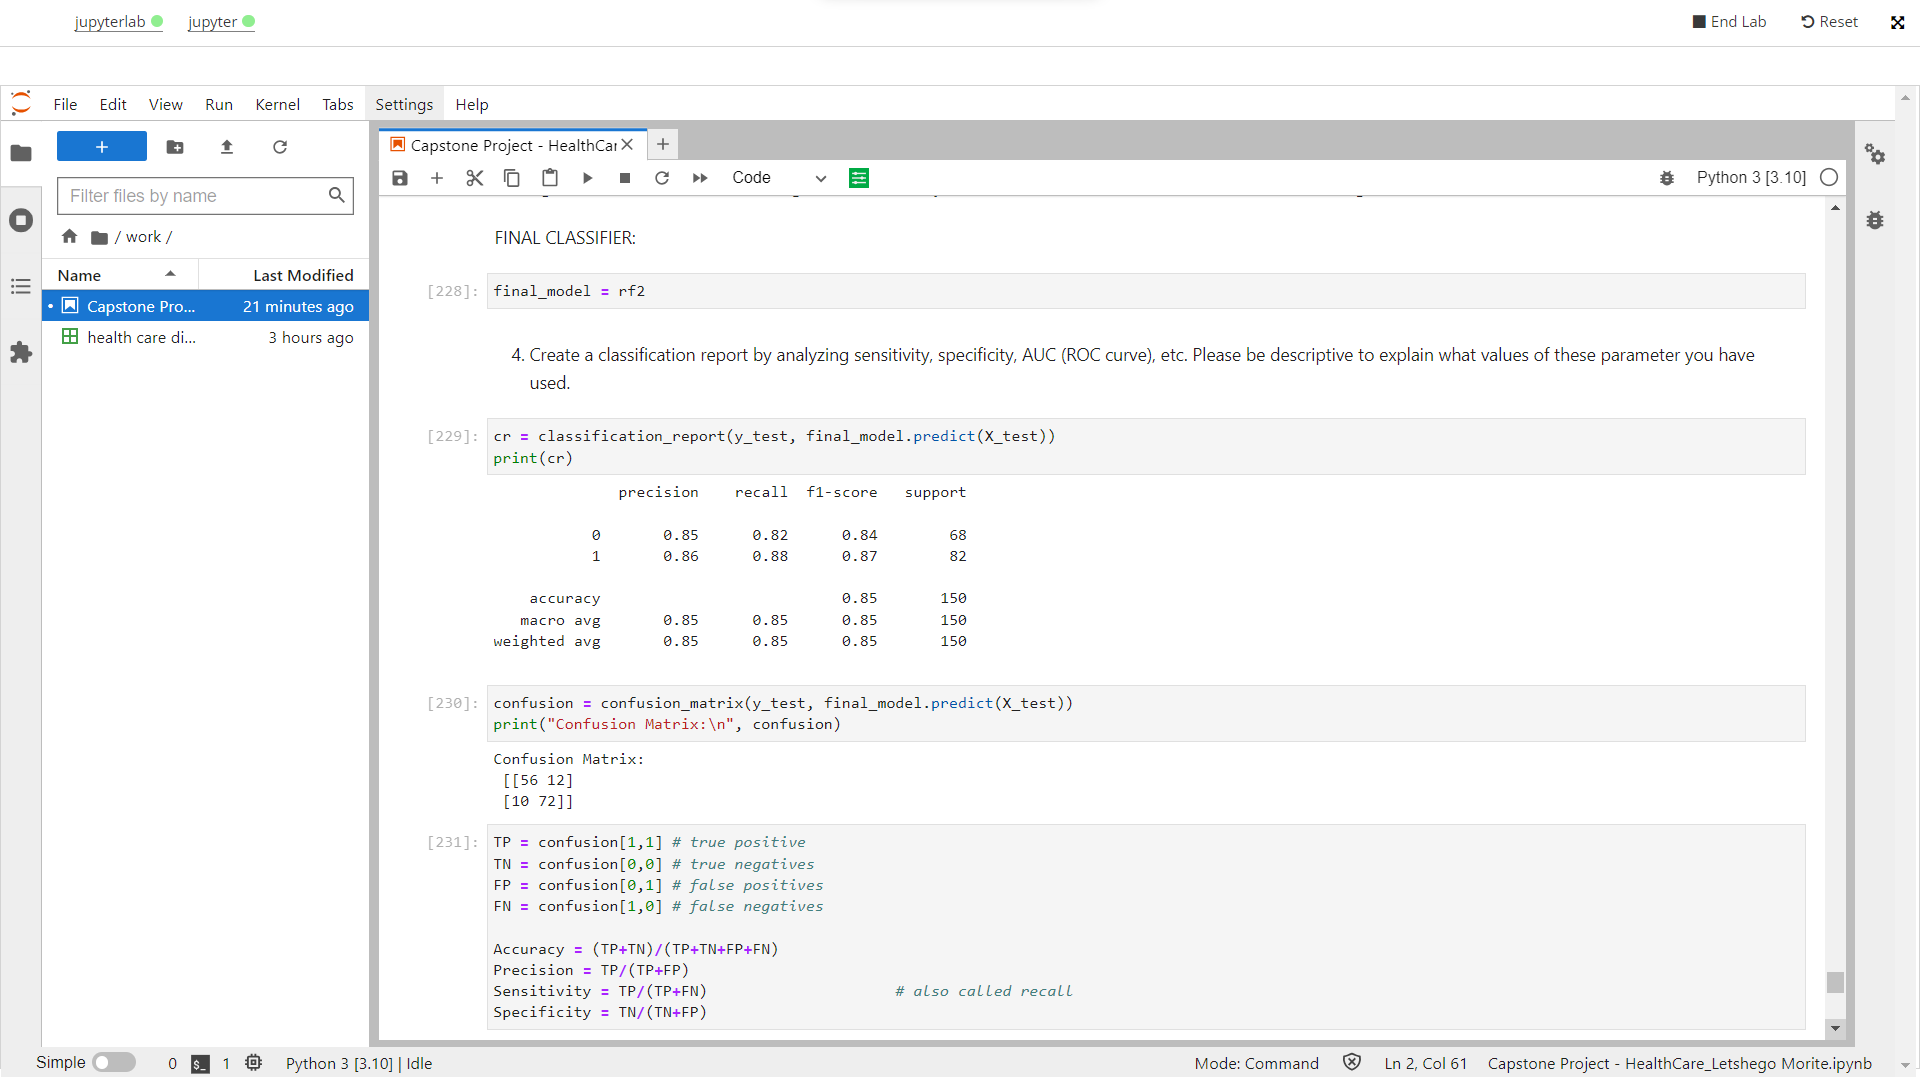 jupyterlab jupyter End Lab Reset
File Edit View Run Kernel Tabs Settings Help
Capstone Project - HealthCar
Filter files by name
Code
Python 3 [3.10]
/ work /
Name Last Modified
Capstone Pro... 21 minutes ago
health care di... 3 hours ago
FINAL CLASSIFIER:
[228]: final_model = rf2
4. Create a classification report by analyzing sensitivity, specificity, AUC (ROC curve), etc. Please be descriptive to explain what values of these parameter you have
used.
[229]: cr = classification_report(y_test, final_model.predict(X_test))
print(cr)
precision recall f1-score support
0 0.85 0.82 0.84 68
1 0.86 0.88 0.87 82
accuracy 0.85 150
macro avg 0.85 0.85 0.85 150
weighted avg 0.85 0.85 0.85 150
[230]: confusion = confusion_matrix(y_test, final_model.predict(X_test))
print("Confusion Matrix:\n", confusion)
Confusion Matrix:
[[56 12]
[10 72]]
[231]: TP = confusion[1,1] # true positive
TN = confusion[0,0] # true negatives
FP = confusion[0,1] # false positives
FN = confusion[1,0] # false negatives
Accuracy = (TP+TN)/(TP+TN+FP+FN)
Precision = TP/(TP+FP)
Sensitivity = TP/(TP+FN) # also called recall
Specificity = TN/(TN+FP)
Simple 0 $_ 1 Python 3 [3.10] | Idle Mode: Command Ln 2, Col 61 Capstone Project - HealthCare_Letshego Morite.ipynb